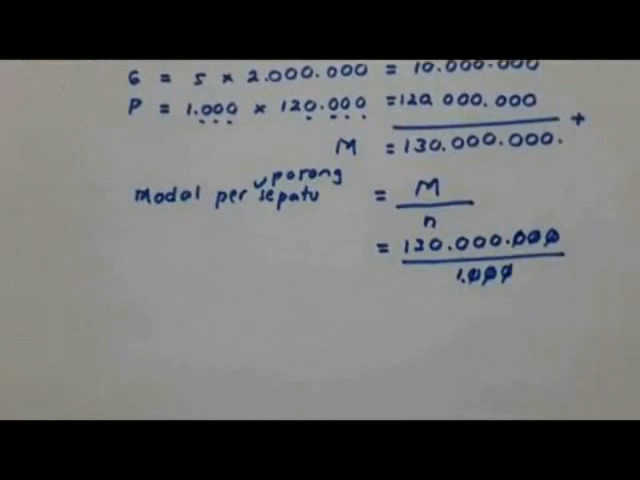 G = 5 x 2.000.000 = 10.000.000
P = 1.000 x 120.000 = 120.000.000
+
M = 130.000.000.
porong
Modal per sepatu = M
n
= 130.000.000
1.000